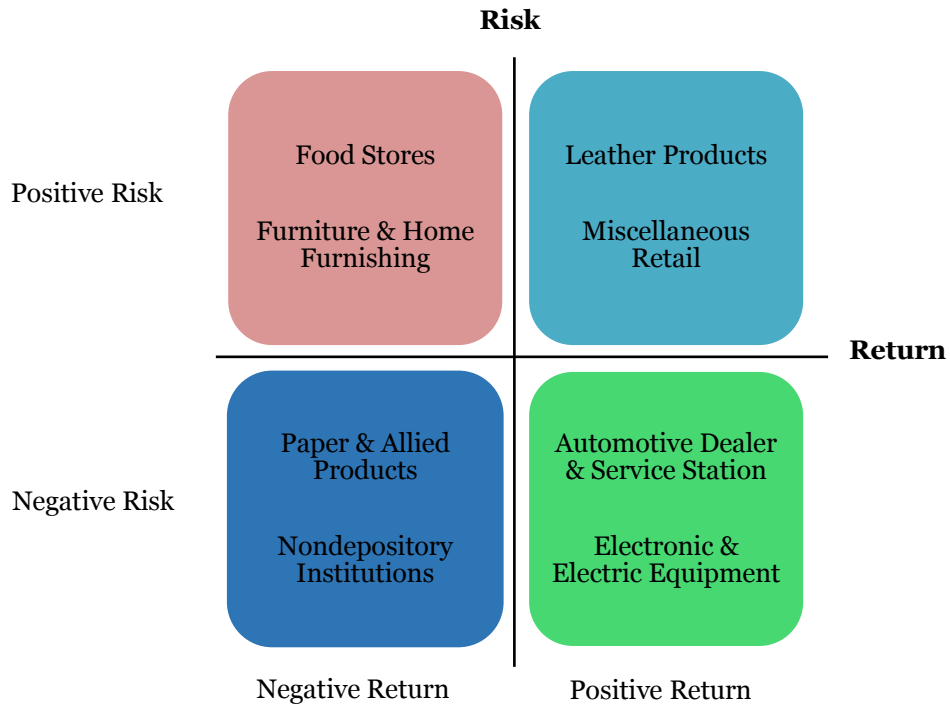 Risk
Positive Risk
Food Stores
Furniture & Home
Furnishing
Leather Products
Miscellaneous
Retail
Return
Negative Risk
Paper & Allied
Products
Nondepository
Institutions
Automotive Dealer
& Service Station
Electronic &
Electric Equipment
Negative Return
Positive Return